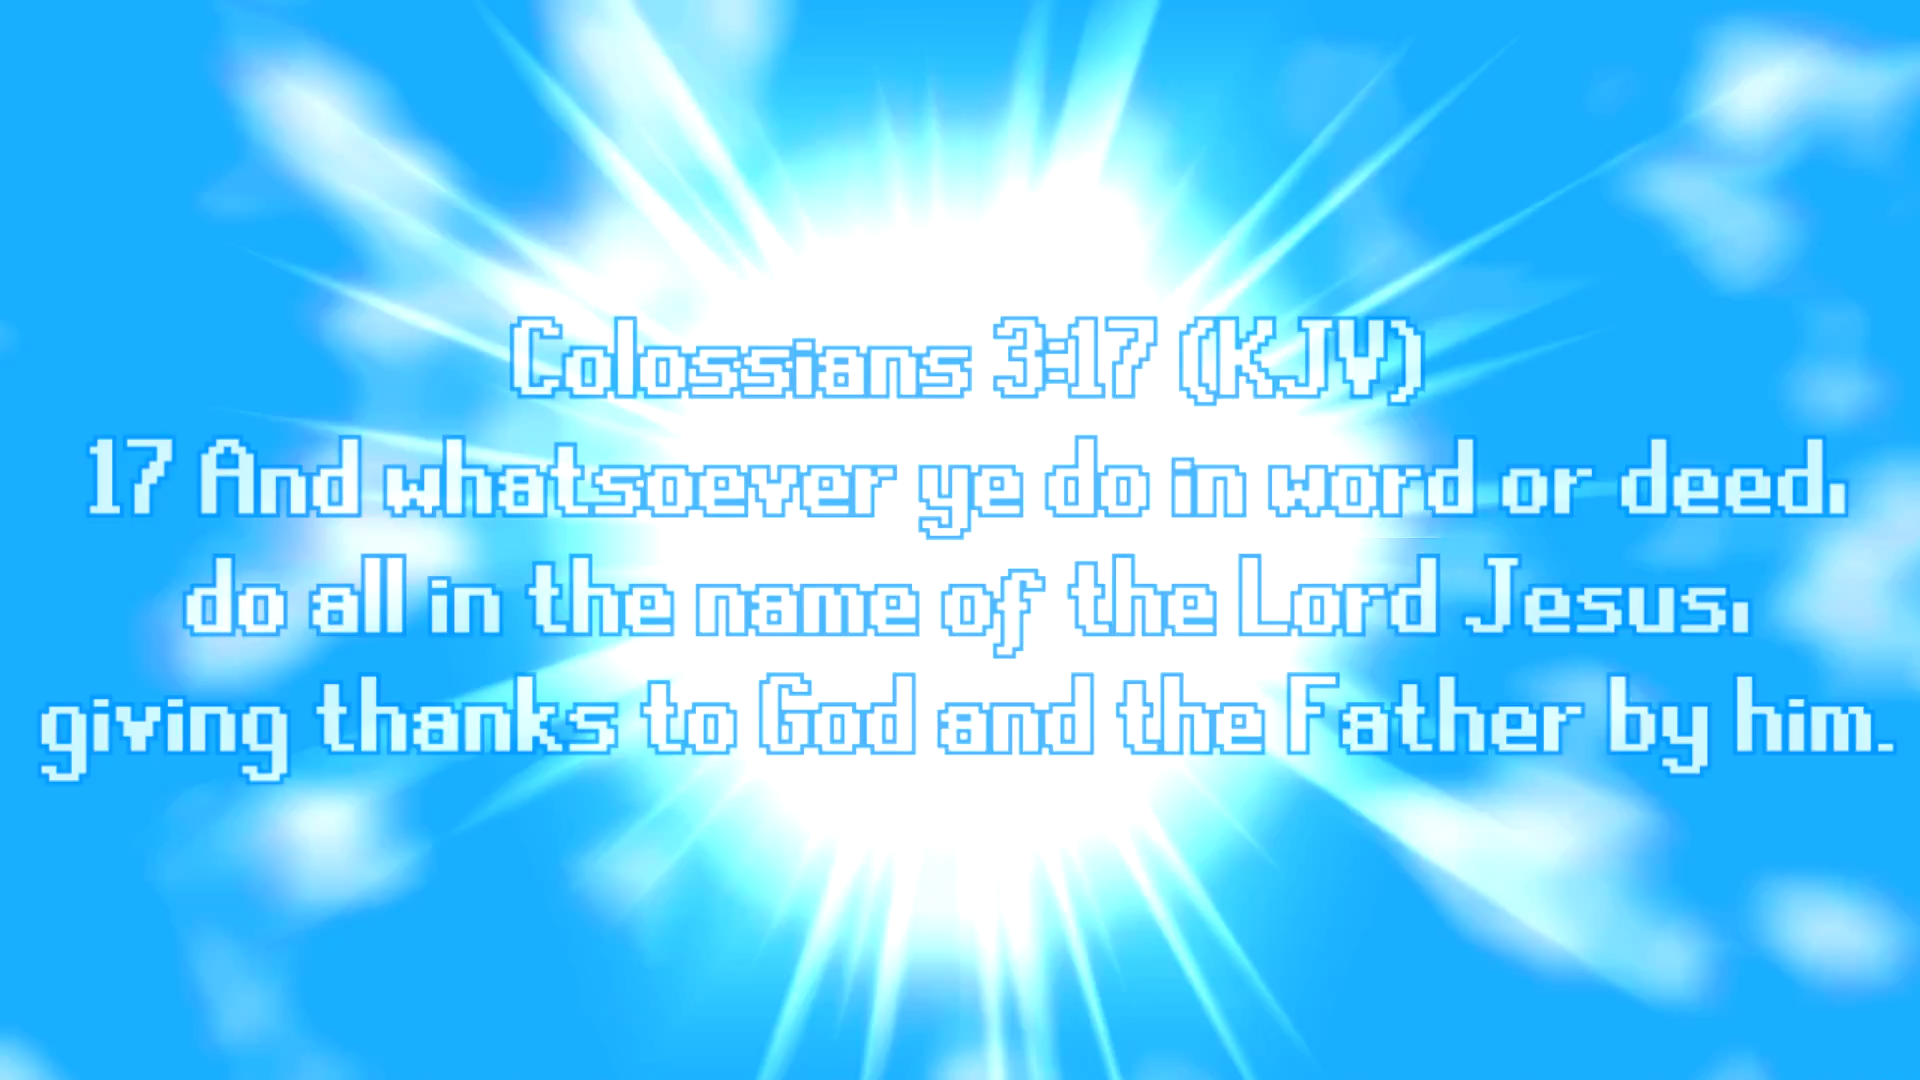 Colossians 3:17 (KJV)
17 And whatsoever ye do in word or deed,
do all in the name of the Lord Jesus,
giving thanks to God and the Father by him.